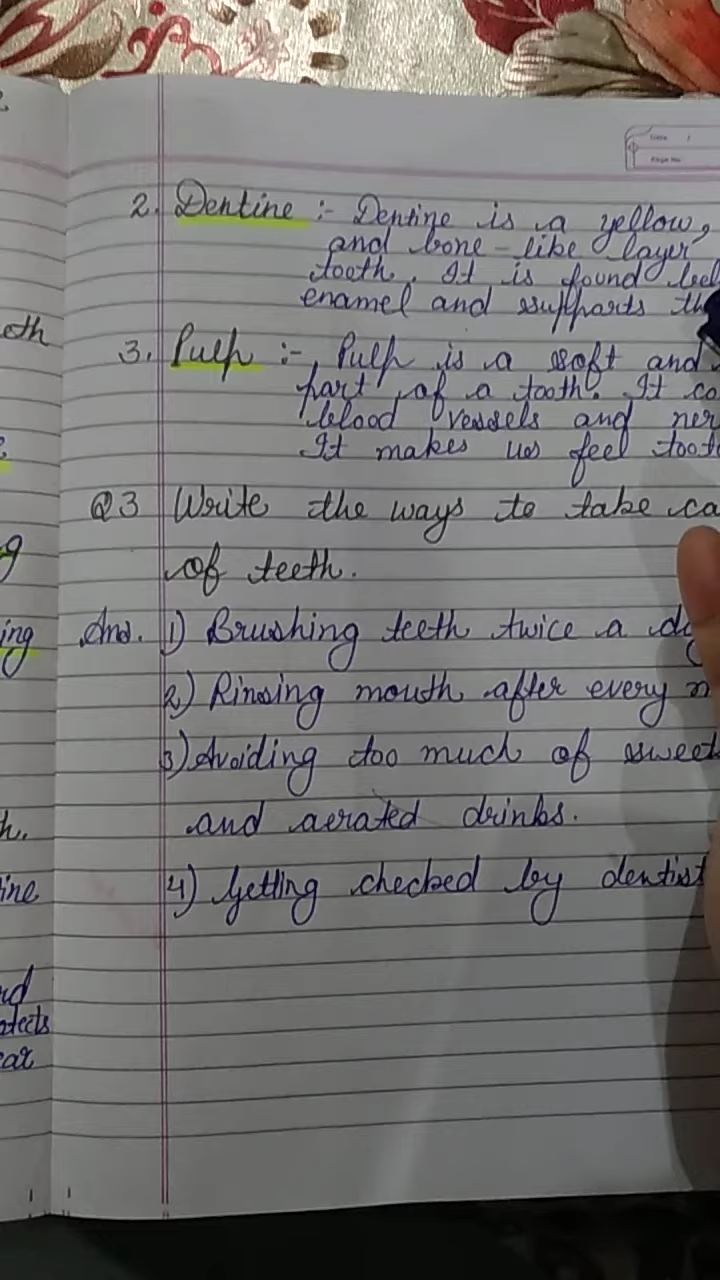 2. Dentine :- Dentine is a yellow,
and bone-like layer
tooth. It is found
enamel and supports
3. Pulp :- Pulp is a soft and
part of a tooth. It
blood vessels and
It makes us feel
Q3 Write the ways to take
of teeth.
Ans. 1) Brushing teeth twice a
2) Rinsing mouth after every
3) Avoiding too much of sweet
and aerated drinks.
4) Getting checked by dentist